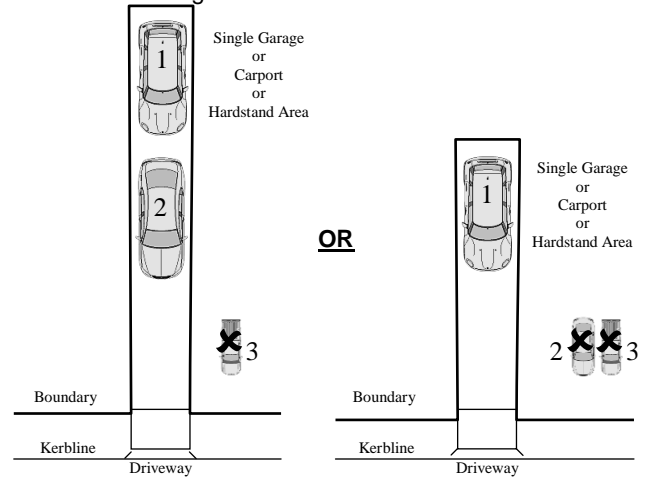 1
Single Garage
or
Carport
or
Hardstand Area
2
3
Boundary
Kerbline
Driveway
OR
1
Single Garage
or
Carport
or
Hardstand Area
2
3
Boundary
Kerbline
Driveway